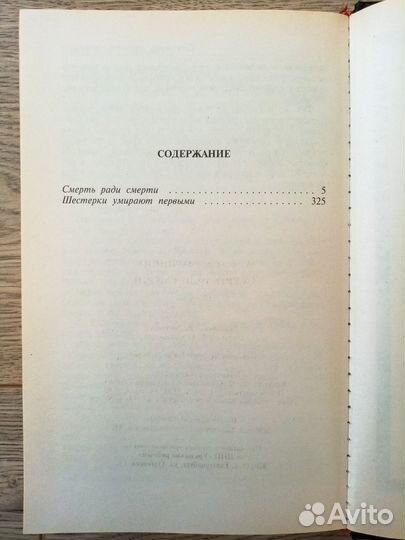 СОДЕРЖАНИЕ
Смерть ради смерти . . . . . . . . . . . . . . . . . . . . . . . . 5
Шестерки умирают первыми . . . . . . . . . . . . . . . . . 325
Avito